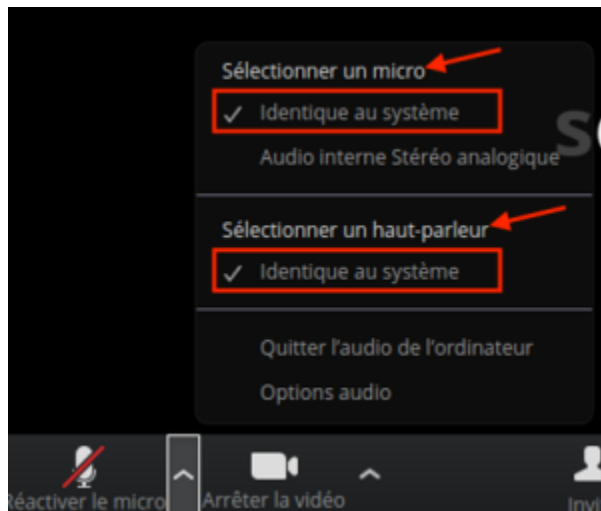 Sélectionner un micro
Identique au système
Audio interne Stéréo analogique
Sélectionner un haut-parleur
Identique au système
Quitter l'audio de l'ordinateur
Options audio
Réactiver le micro
Arrêter la vidéo